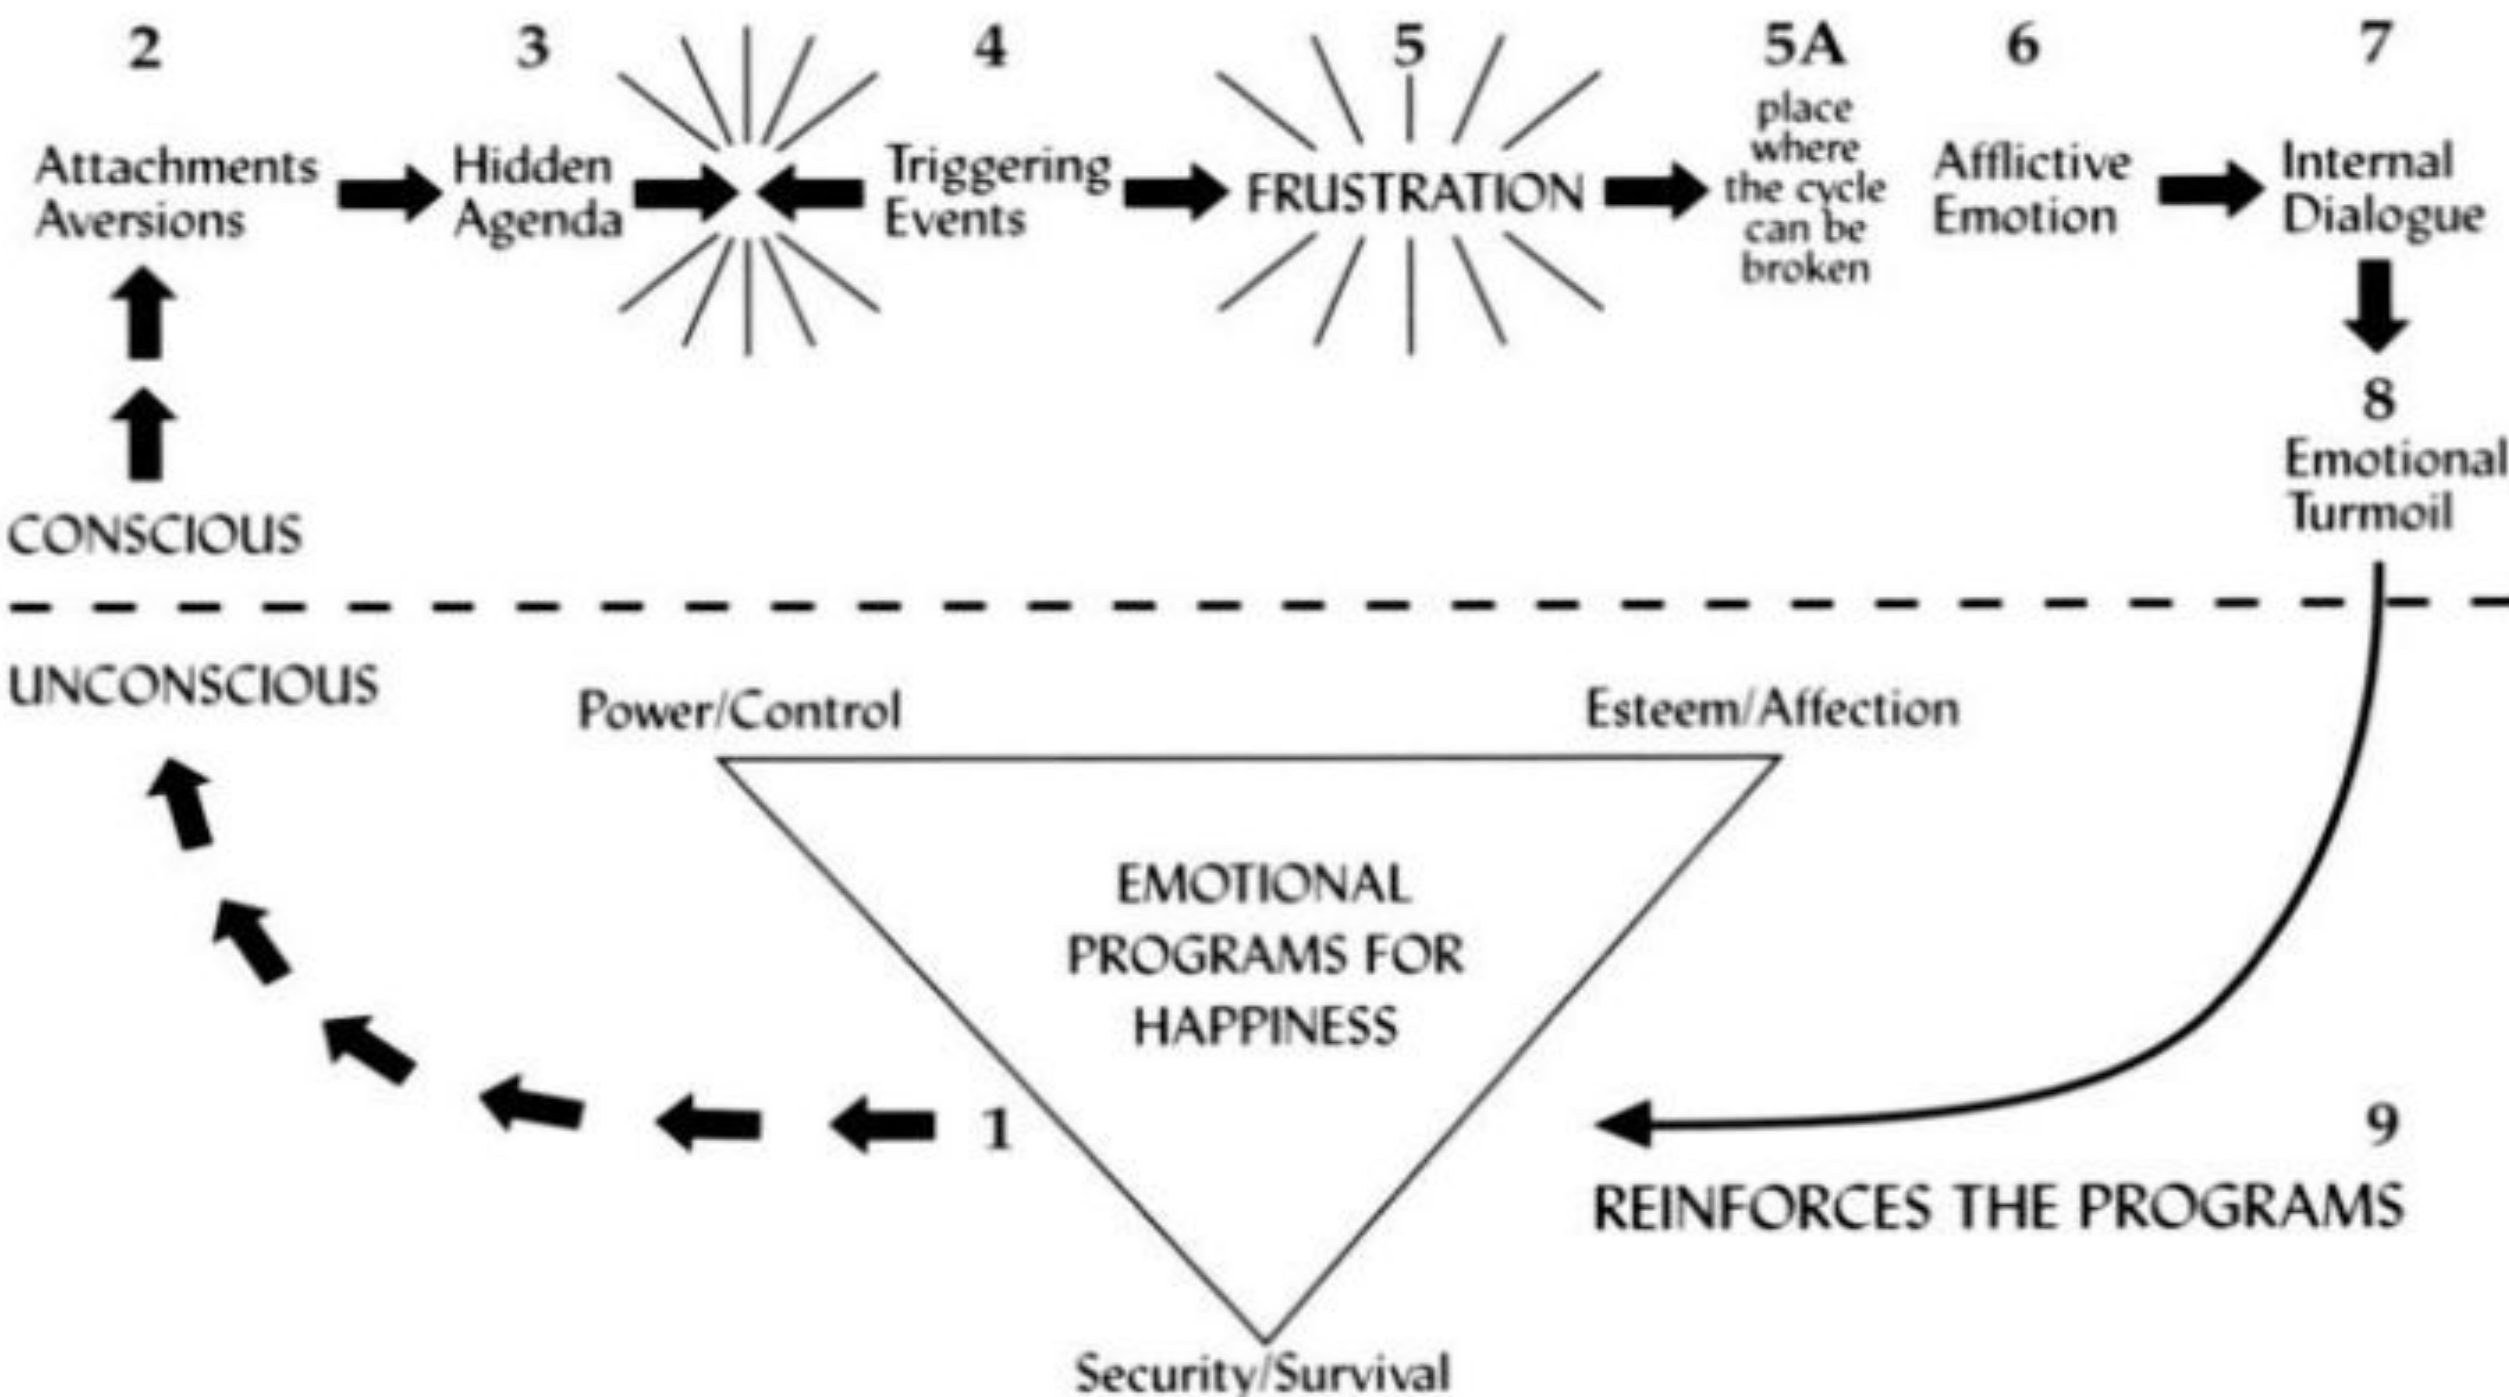 2
3
4
5
5A
6
7
Attachments
Aversions
Hidden
Agenda
Triggering
Events
FRUSTRATION
place
where
the cycle
can be
broken
Afflictive
Emotion
Internal
Dialogue
8
Emotional
Turmoil
CONSCIOUS
UNCONSCIOUS
Power/Control
Esteem/Affection
EMOTIONAL
PROGRAMS FOR
HAPPINESS
1
9
REINFORCES THE PROGRAMS
Security/Survival